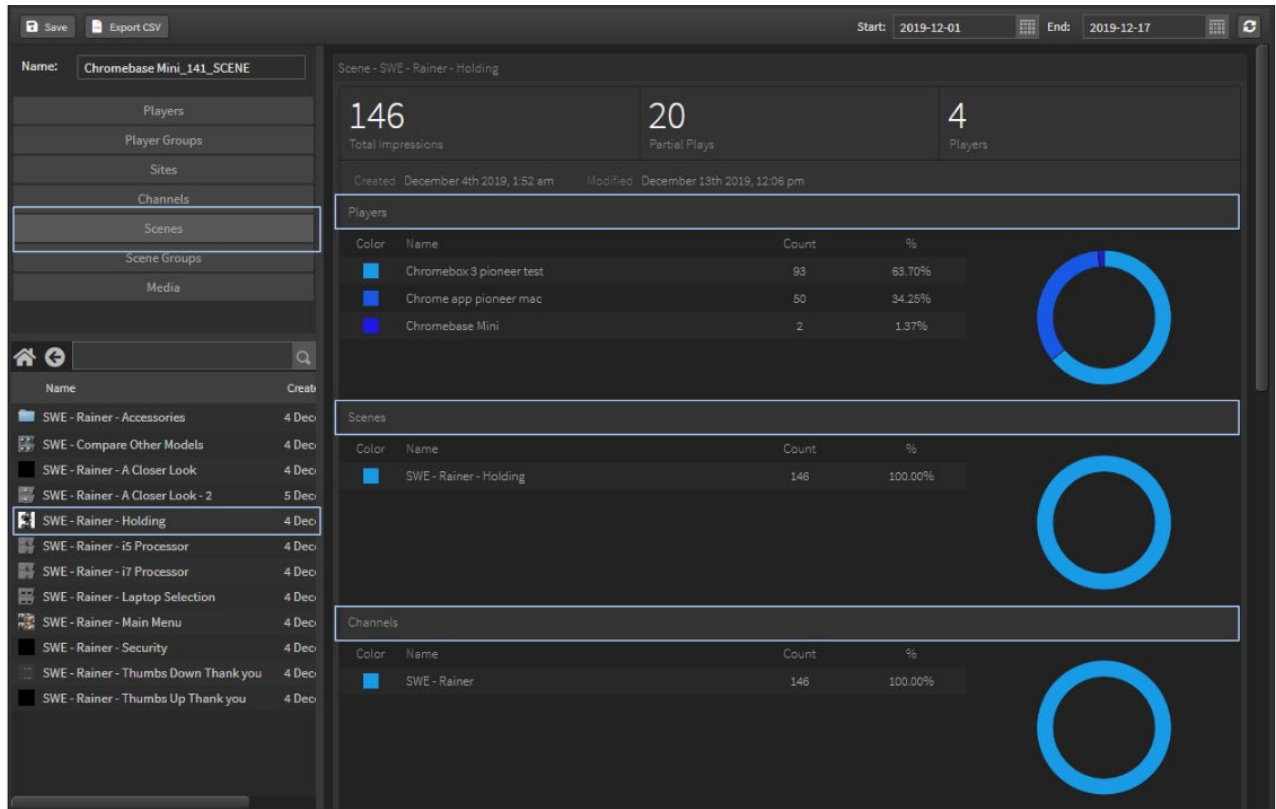 Save Export CSV Start: 2019-12-01 End: 2019-12-17
Name: Chromebase Mini_141_SCENE
Players
Player Groups
Sites
Channels
Scenes
Scene Groups
Media
Name Create
SWE - Rainer - Accessories 4 Dec
SWE - Compare Other Models 4 Dec
SWE - Rainer - A Closer Look 4 Dec
SWE - Rainer - A Closer Look - 2 5 Dec
SWE - Rainer - Holding 4 Dec
SWE - Rainer - i5 Processor 4 Dec
SWE - Rainer - i7 Processor 4 Dec
SWE - Rainer - Laptop Selection 4 Dec
SWE - Rainer - Main Menu 4 Dec
SWE - Rainer - Security 4 Dec
SWE - Rainer - Thumbs Down Thank you 4 Dec
SWE - Rainer - Thumbs Up Thank you 4 Dec
Scene - SWE - Rainer - Holding
146 20 4
Total Impressions Partial Plays Players
Created December 4th 2019, 1:52 am Modified December 13th 2019, 12:06 pm
Players
Color Name Count %
Chromebox 3 pioneer test 93 63.70%
Chrome app pioneer mac 50 34.25%
Chromebase Mini 2 1.37%
Scenes
Color Name Count %
SWE - Rainer - Holding 146 100.00%
Channels
Color Name Count %
SWE - Rainer 146 100.00%